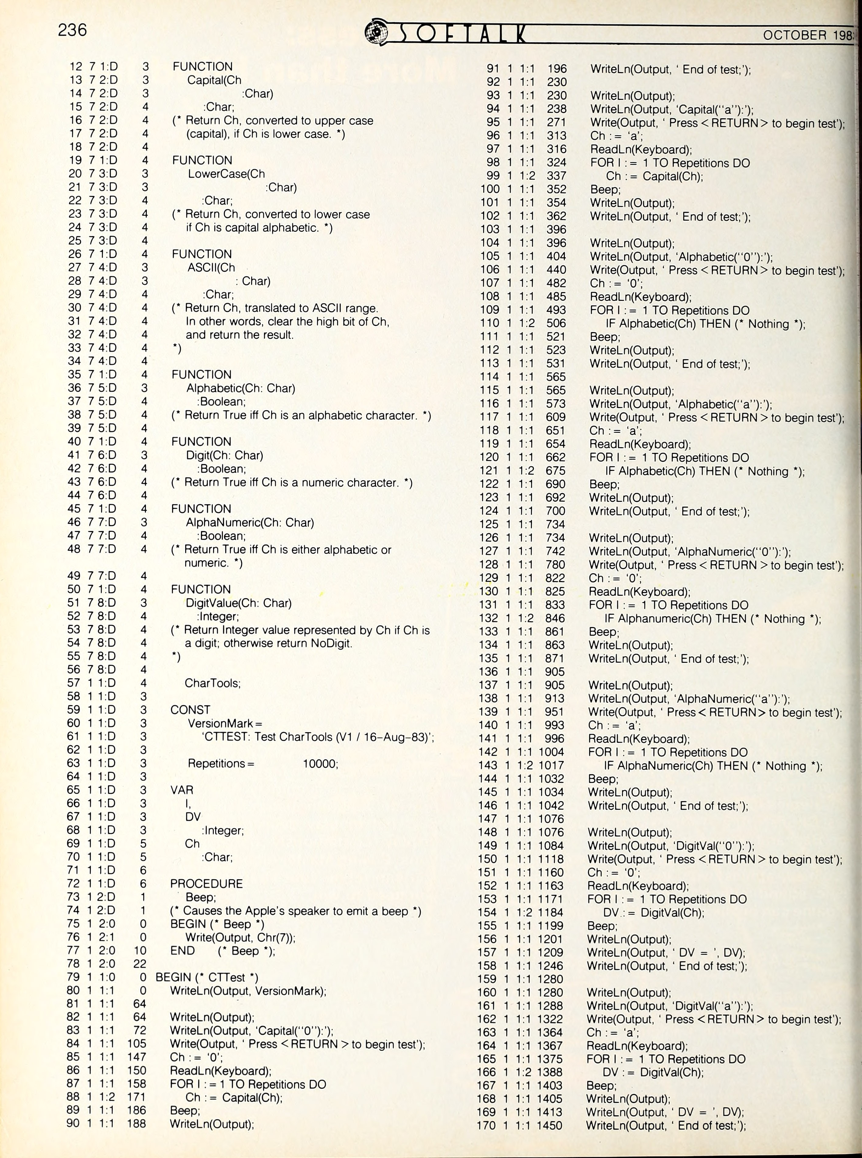 236
SOFTALK
OCTOBER 198
12 7 1:D 3 FUNCTION
13 7 2:D 3 Capital(Ch
14 7 2:D 3 :Char)
15 7 2:D 4 :Char;
16 7 2:D 4 (* Return Ch, converted to upper case
17 7 2:D 4 (capital), if Ch is lower case. *)
18 7 2:D 4
19 7 1:D 4 FUNCTION
20 7 3:D 3 LowerCase(Ch
21 7 3:D 3 :Char)
22 7 3:D 4 :Char;
23 7 3:D 4 (* Return Ch, converted to lower case
24 7 3:D 4 if Ch is capital alphabetic. *)
25 7 3:D 4
26 7 1:D 4 FUNCTION
27 7 4:D 3 ASCII(Ch
28 7 4:D 3 : Char)
29 7 4:D 4 :Char;
30 7 4:D 4 (* Return Ch, translated to ASCII range.
31 7 4:D 4 In other words, clear the high bit of Ch,
32 7 4:D 4 and return the result.
33 7 4:D 4 *)
34 7 4:D 4
35 7 1:D 4 FUNCTION
36 7 5:D 3 Alphabetic(Ch: Char)
37 7 5:D 4 :Boolean;
38 7 5:D 4 (* Return True iff Ch is an alphabetic character. *)
39 7 5:D 4
40 7 1:D 4 FUNCTION
41 7 6:D 3 Digit(Ch: Char)
42 7 6:D 4 :Boolean;
43 7 6:D 4 (* Return True iff Ch is a numeric character. *)
44 7 6:D 4
45 7 1:D 4 FUNCTION
46 7 7:D 3 AlphaNumeric(Ch: Char)
47 7 7:D 4 :Boolean;
48 7 7:D 4 (* Return True iff Ch is either alphabetic or
numeric. *)
49 7 7:D 4
50 7 1:D 4 FUNCTION
51 7 8:D 3 DigitValue(Ch: Char)
52 7 8:D 4 :Integer;
53 7 8:D 4 (* Return Integer value represented by Ch if Ch is
54 7 8:D 4 a digit; otherwise return NoDigit.
55 7 8:D 4 *)
56 7 8:D 4
57 1 1:D 4 CharTools;
58 1 1:D 3
59 1 1:D 3 CONST
60 1 1:D 3 VersionMark =
61 1 1:D 3 'CTTEST: Test CharTools (V1 / 16-Aug-83)';
62 1 1:D 3
63 1 1:D 3 Repetitions = 10000;
64 1 1:D 3
65 1 1:D 3 VAR
66 1 1:D 3 I,
67 1 1:D 3 DV
68 1 1:D 3 :Integer;
69 1 1:D 5 Ch
70 1 1:D 5 :Char;
71 1 1:D 6
72 1 1:D 6 PROCEDURE
73 1 2:D 1 Beep;
74 1 2:D 1 (* Causes the Apple's speaker to emit a beep *)
75 1 2:0 0 BEGIN (* Beep *)
76 1 2:1 0 Write(Output, Chr(7));
77 1 2:0 10 END (* Beep *);
78 1 2:0 22
79 1 1:0 0 BEGIN (* CTTest *)
80 1 1:1 0 WriteLn(Output, VersionMark);
81 1 1:1 64
82 1 1:1 64 WriteLn(Output);
83 1 1:1 72 WriteLn(Output, 'Capital("0"):');
84 1 1:1 105 Write(Output, ' Press < RETURN > to begin test');
85 1 1:1 147 Ch := '0';
86 1 1:1 150 ReadLn(Keyboard);
87 1 1:1 158 FOR I := 1 TO Repetitions DO
88 1 1:2 171 Ch := Capital(Ch);
89 1 1:1 186 Beep;
90 1 1:1 188 WriteLn(Output);
91 1 1:1 196 WriteLn(Output, ' End of test;');
92 1 1:1 230
93 1 1:1 230 WriteLn(Output);
94 1 1:1 238 WriteLn(Output, 'Capital("a"):');
95 1 1:1 271 Write(Output, ' Press < RETURN > to begin test');
96 1 1:1 313 Ch := 'a';
97 1 1:1 316 ReadLn(Keyboard);
98 1 1:1 324 FOR I := 1 TO Repetitions DO
99 1 1:2 337 Ch := Capital(Ch);
100 1 1:1 352 Beep;
101 1 1:1 354 WriteLn(Output);
102 1 1:1 362 WriteLn(Output, ' End of test;');
103 1 1:1 396
104 1 1:1 396 WriteLn(Output);
105 1 1:1 404 WriteLn(Output, 'Alphabetic("0"):');
106 1 1:1 440 Write(Output, ' Press < RETURN > to begin test');
107 1 1:1 482 Ch := '0';
108 1 1:1 485 ReadLn(Keyboard);
109 1 1:1 493 FOR I := 1 TO Repetitions DO
110 1 1:2 506 IF Alphabetic(Ch) THEN (* Nothing *);
111 1 1:1 521 Beep;
112 1 1:1 523 WriteLn(Output);
113 1 1:1 531 WriteLn(Output, ' End of test;');
114 1 1:1 565
115 1 1:1 565 WriteLn(Output);
116 1 1:1 573 WriteLn(Output, 'Alphabetic("a"):');
117 1 1:1 609 Write(Output, ' Press < RETURN > to begin test');
118 1 1:1 651 Ch := 'a';
119 1 1:1 654 ReadLn(Keyboard);
120 1 1:1 662 FOR I := 1 TO Repetitions DO
121 1 1:2 675 IF Alphabetic(Ch) THEN (* Nothing *);
122 1 1:1 690 Beep;
123 1 1:1 692 WriteLn(Output);
124 1 1:1 700 WriteLn(Output, ' End of test;');
125 1 1:1 734
126 1 1:1 734 WriteLn(Output);
127 1 1:1 742 WriteLn(Output, 'AlphaNumeric("0"):');
128 1 1:1 780 Write(Output, ' Press < RETURN > to begin test');
129 1 1:1 822 Ch := '0';
130 1 1:1 825 ReadLn(Keyboard);
131 1 1:1 833 FOR I := 1 TO Repetitions DO
132 1 1:2 846 IF Alphanumeric(Ch) THEN (* Nothing *);
133 1 1:1 861 Beep;
134 1 1:1 863 WriteLn(Output);
135 1 1:1 871 WriteLn(Output, ' End of test;');
136 1 1:1 905
137 1 1:1 905 WriteLn(Output);
138 1 1:1 913 WriteLn(Output, 'AlphaNumeric("a"):');
139 1 1:1 951 Write(Output, ' Press < RETURN > to begin test');
140 1 1:1 993 Ch := 'a';
141 1 1:1 996 ReadLn(Keyboard);
142 1 1:1 1004 FOR I := 1 TO Repetitions DO
143 1 1:2 1017 IF AlphaNumeric(Ch) THEN (* Nothing *);
144 1 1:1 1032 Beep;
145 1 1:1 1034 WriteLn(Output);
146 1 1:1 1042 WriteLn(Output, ' End of test;');
147 1 1:1 1076
148 1 1:1 1076 WriteLn(Output);
149 1 1:1 1084 WriteLn(Output, 'DigitVal("0"):');
150 1 1:1 1118 Write(Output, ' Press < RETURN > to begin test');
151 1 1:1 1160 Ch := '0';
152 1 1:1 1163 ReadLn(Keyboard);
153 1 1:1 1171 FOR I := 1 TO Repetitions DO
154 1 1:2 1184 DV := DigitVal(Ch);
155 1 1:1 1199 Beep;
156 1 1:1 1201 WriteLn(Output);
157 1 1:1 1209 WriteLn(Output, ' DV = ', DV);
158 1 1:1 1246 WriteLn(Output, ' End of test;');
159 1 1:1 1280
160 1 1:1 1280 WriteLn(Output);
161 1 1:1 1288 WriteLn(Output, 'DigitVal("a"):');
162 1 1:1 1322 Write(Output, ' Press < RETURN > to begin test');
163 1 1:1 1364 Ch := 'a';
164 1 1:1 1367 ReadLn(Keyboard);
165 1 1:1 1375 FOR I := 1 TO Repetitions DO
166 1 1:2 1388 DV := DigitVal(Ch);
167 1 1:1 1403 Beep;
168 1 1:1 1405 WriteLn(Output);
169 1 1:1 1413 WriteLn(Output, ' DV = ', DV);
170 1 1:1 1450 WriteLn(Output, ' End of test;');